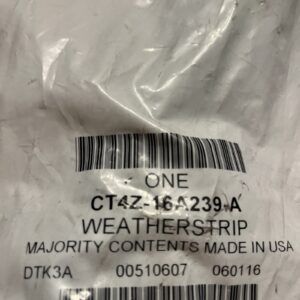 ONE
CT4Z-16A239-A
WEATHERSTRIP
MAJORITY CONTENTS MADE IN USA
DTK3A 00510607 060116